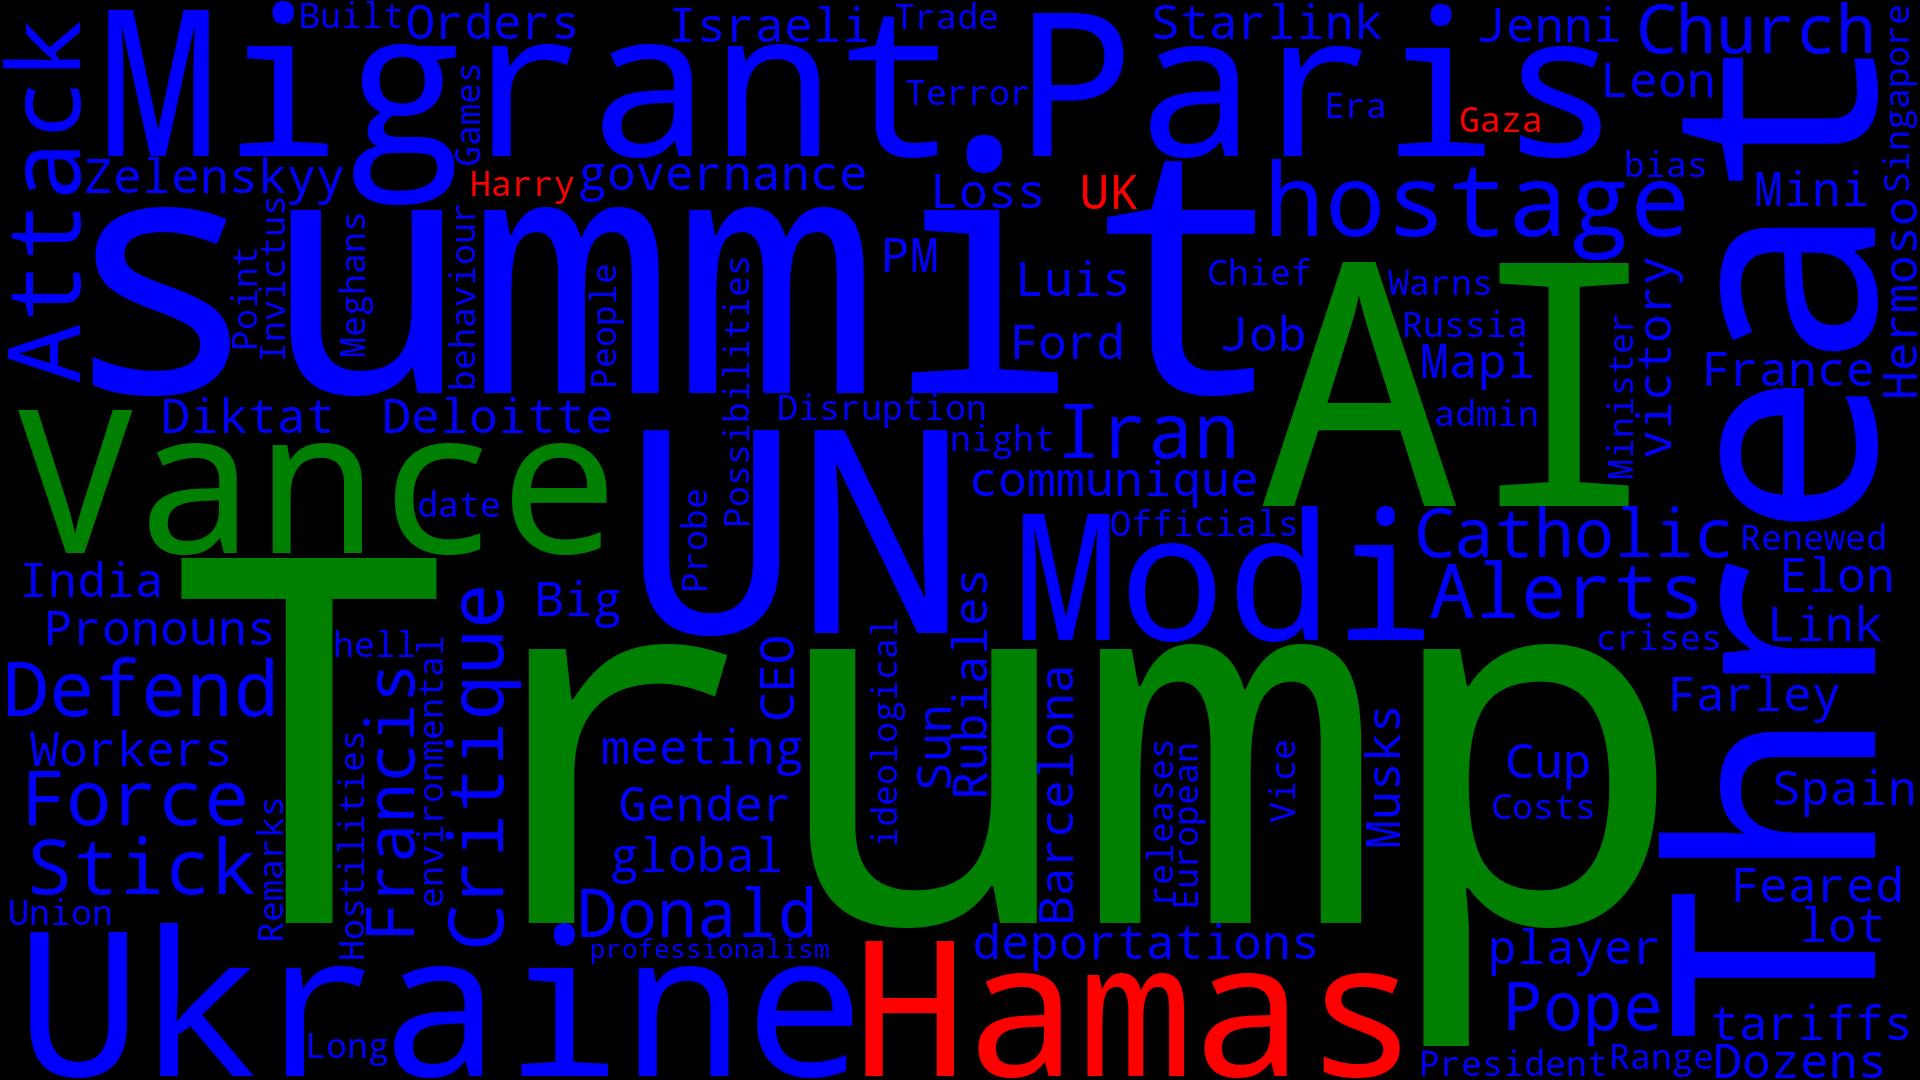 Built
Orders
Israeli
Trade
Starlink
Jenni
Church
Singapore
Migrant
Paris
Attack
Games
Terror
Era
Gaza
Leon
Threat
Zelenskyy
Harry
governance
Loss
UK
hostage
bias
Mini
Hermoso
summit
Point
Invictus
Meghans
behaviour
People
Possibilities
PM
Luis
Chief
Warns
AI
Ford
Job
Russia
Mapi
Minister
victory
France
Diktat
Deloitte
Disruption
night
Iran
admin
Vance
date
UN
Probe
communique
Modi
Officials
Catholic
Renewed
India
Big
Alerts
Elon
Pronouns
hell
Trump
crises
Link
Defend
Francis
environmental
critique
CEO
ideological
Sun
Rubiales
Barcelona
Farley
Workers
meeting
releases
European
Vice
Musks
Cup
Costs
Spain
Force
Gender
Remarks
Hostilities
Stick
global
Feared
Union
Donald
lot
professionalism
deportations
player
Ukraine
Hamas
Pope
tariffs
Long
President
Range
Dozens